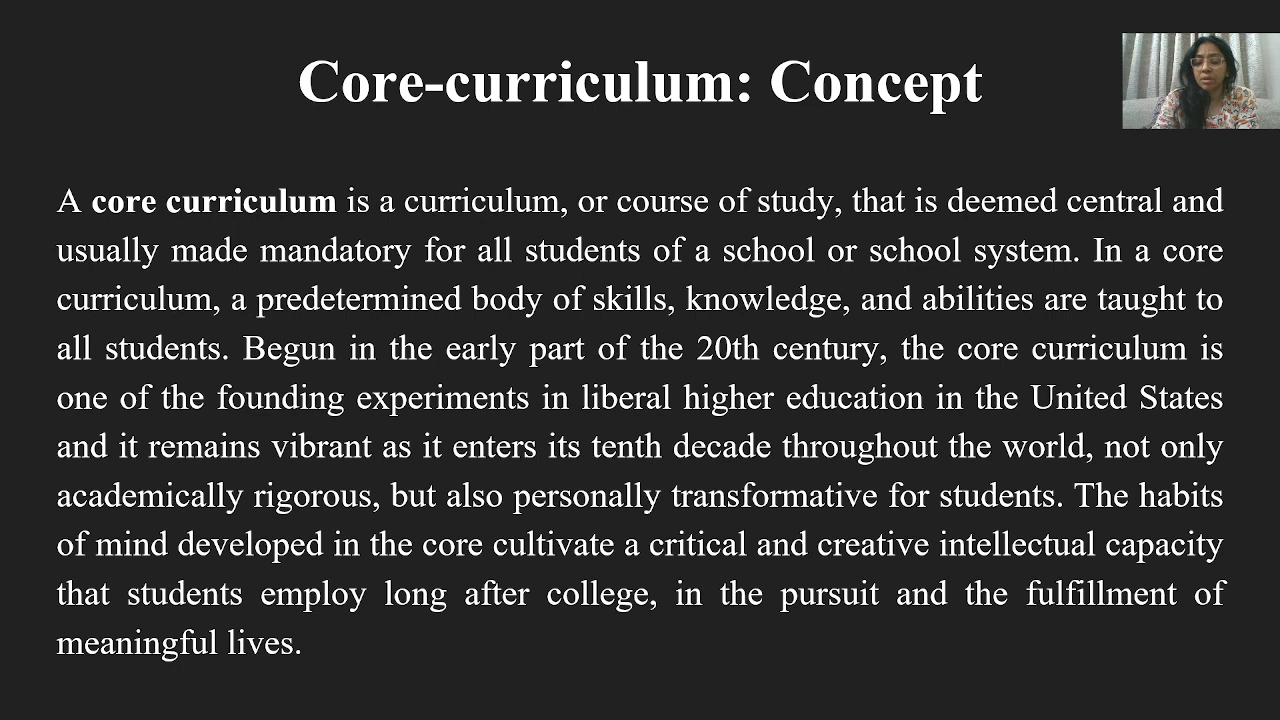 Core-curriculum: Concept
A core curriculum is a curriculum, or course of study, that is deemed central and
usually made mandatory for all students of a school or school system. In a core
curriculum, a predetermined body of skills, knowledge, and abilities are taught to
all students. Begun in the early part of the 20th century, the core curriculum is
one of the founding experiments in liberal higher education in the United States
and it remains vibrant as it enters its tenth decade throughout the world, not only
academically rigorous, but also personally transformative for students. The habits
of mind developed in the core cultivate a critical and creative intellectual capacity
that students employ long after college, in the pursuit and the fulfillment of
meaningful lives.